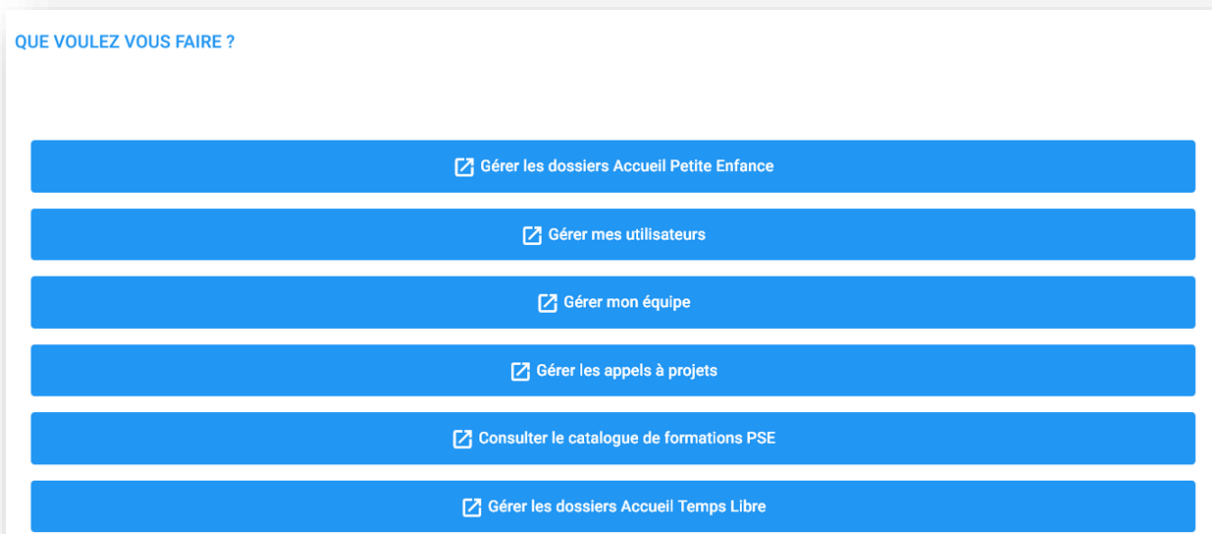 QUE VOULEZ VOUS FAIRE ?
Gérer les dossiers Accueil Petite Enfance
Gérer mes utilisateurs
Gérer mon équipe
Gérer les appels à projets
Consulter le catalogue de formations PSE
Gérer les dossiers Accueil Temps Libre